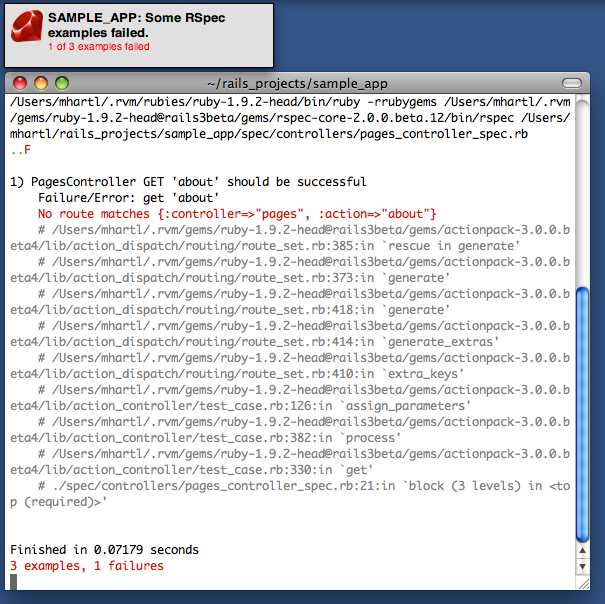 SAMPLE_APP: Some RSpec
examples failed.
1 of 3 examples failed
~/rails_projects/sample_app
/Users/mhartl/.rvm/rubies/ruby-1.9.2-head/bin/ruby -rrubygems /Users/mhartl/.rvm
/gems/ruby-1.9.2-head@rails3beta/gems/rspec-core-2.0.0.beta.12/bin/rspec /Users/
mhartl/rails_projects/sample_app/spec/controllers/pages_controller_spec.rb
..F
1) PagesController GET 'about' should be successful
Failure/Error: get 'about'
No route matches {:controller=>"pages", :action=>"about"}
# /Users/mhartl/.rvm/gems/ruby-1.9.2-head@rails3beta/gems/actionpack-3.0.0.b
eta4/lib/action_dispatch/routing/route_set.rb:385:in `rescue in generate'
# /Users/mhartl/.rvm/gems/ruby-1.9.2-head@rails3beta/gems/actionpack-3.0.0.b
eta4/lib/action_dispatch/routing/route_set.rb:373:in `generate'
# /Users/mhartl/.rvm/gems/ruby-1.9.2-head@rails3beta/gems/actionpack-3.0.0.b
eta4/lib/action_dispatch/routing/route_set.rb:418:in `generate'
# /Users/mhartl/.rvm/gems/ruby-1.9.2-head@rails3beta/gems/actionpack-3.0.0.b
eta4/lib/action_dispatch/routing/route_set.rb:414:in `generate_extras'
# /Users/mhartl/.rvm/gems/ruby-1.9.2-head@rails3beta/gems/actionpack-3.0.0.b
eta4/lib/action_dispatch/routing/route_set.rb:410:in `extra_keys'
# /Users/mhartl/.rvm/gems/ruby-1.9.2-head@rails3beta/gems/actionpack-3.0.0.b
eta4/lib/action_controller/test_case.rb:126:in `assign_parameters'
# /Users/mhartl/.rvm/gems/ruby-1.9.2-head@rails3beta/gems/actionpack-3.0.0.b
eta4/lib/action_controller/test_case.rb:382:in `process'
# /Users/mhartl/.rvm/gems/ruby-1.9.2-head@rails3beta/gems/actionpack-3.0.0.b
eta4/lib/action_controller/test_case.rb:330:in `get'
# ./spec/controllers/pages_controller_spec.rb:21:in `block (3 levels) in <to
p (required)>'
Finished in 0.07179 seconds
3 examples, 1 failures